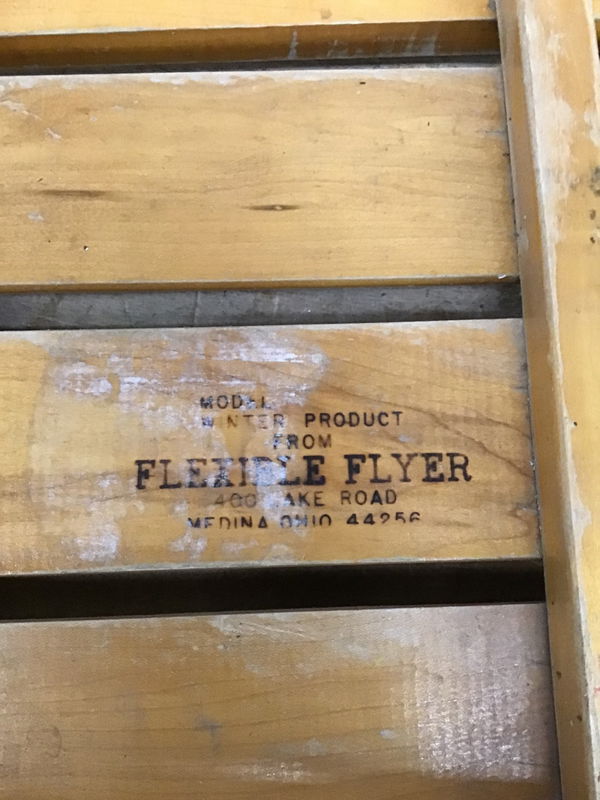 MODEL
WINTER PRODUCT
FROM
FLEXIBLE FLYER
400 LAKE ROAD
MEDINA OHIO 44256